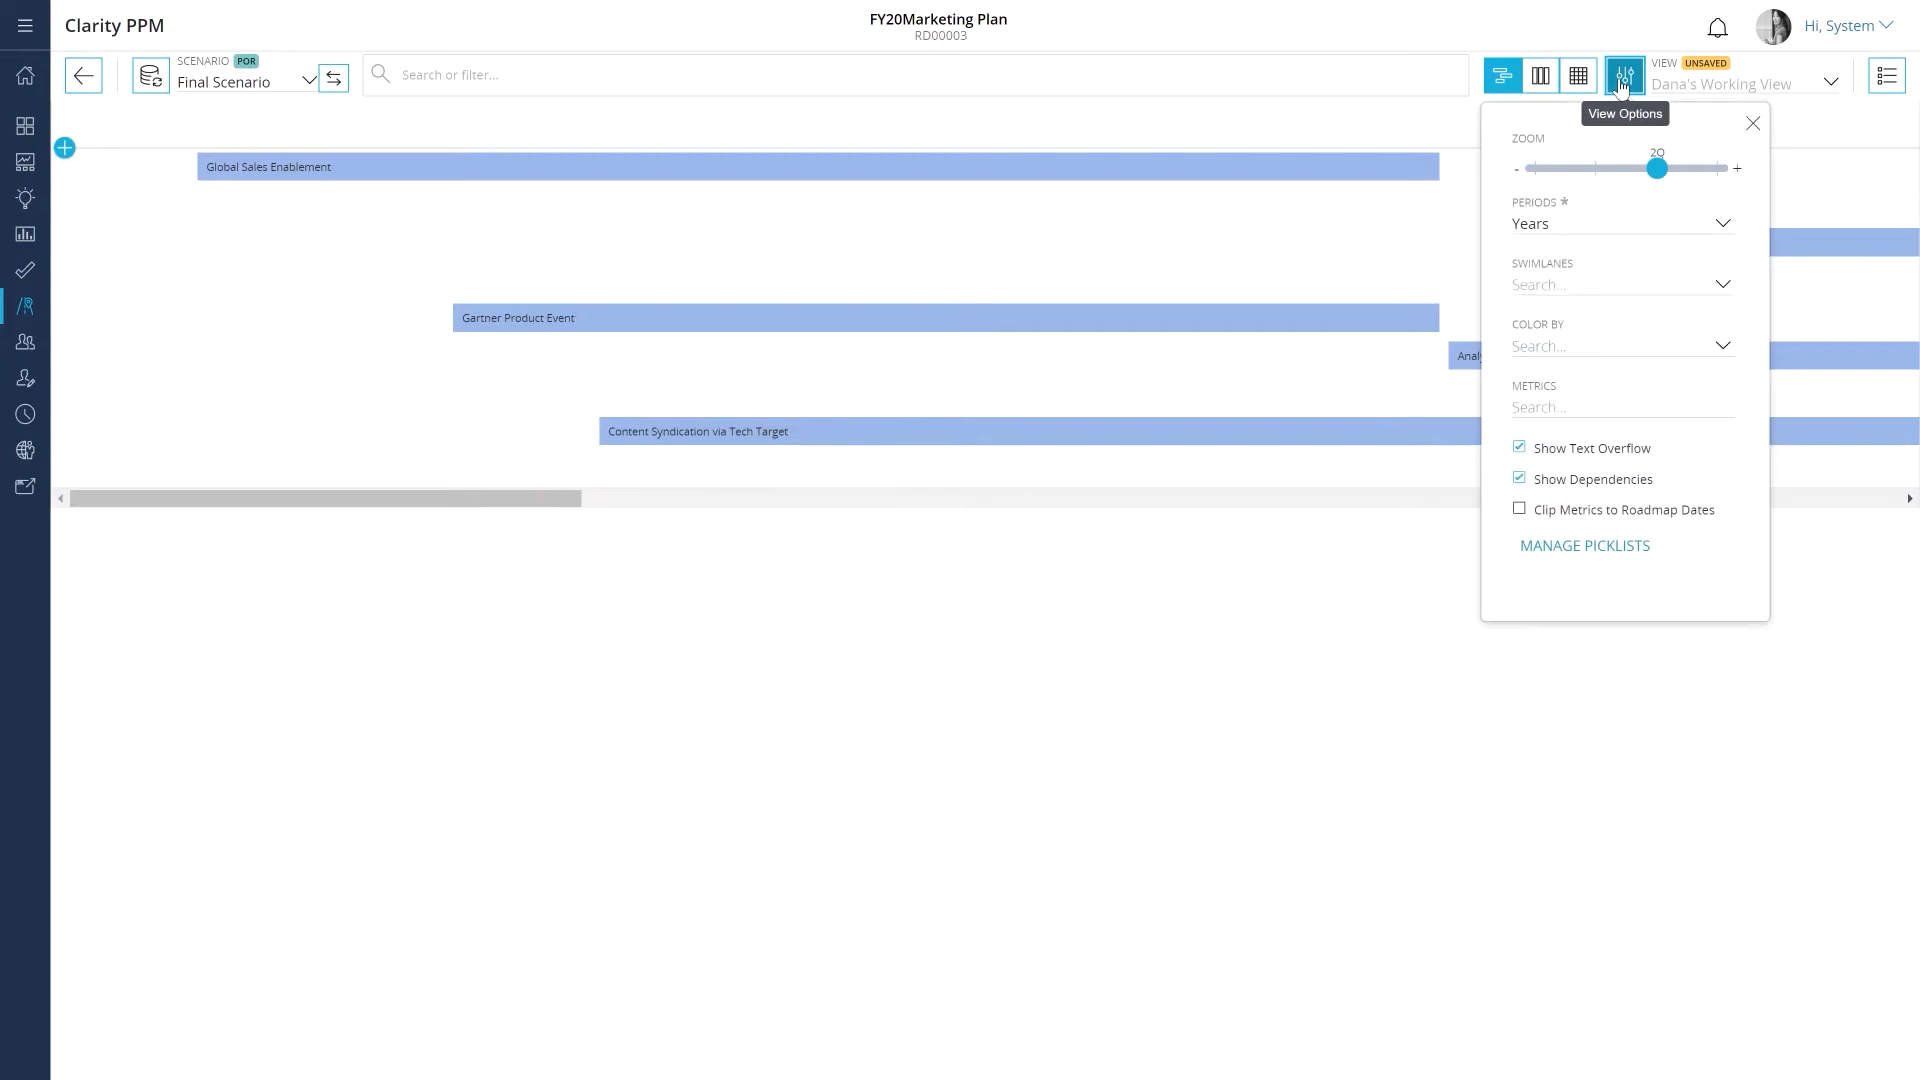 Clarity PPM
FY20Marketing Plan
RD00003
Hi, System
SCENARIO POR
Final Scenario
Search or filter...
VIEW UNSAVED
Dana's Working View
View Options
ZOOM
2Q
- +
PERIODS *
Years
SWIMLANES
Search...
COLOR BY
Search...
METRICS
Search...
Show Text Overflow
Show Dependencies
Clip Metrics to Roadmap Dates
MANAGE PICKLISTS
Global Sales Enablement
Gartner Product Event
Content Syndication via Tech Target